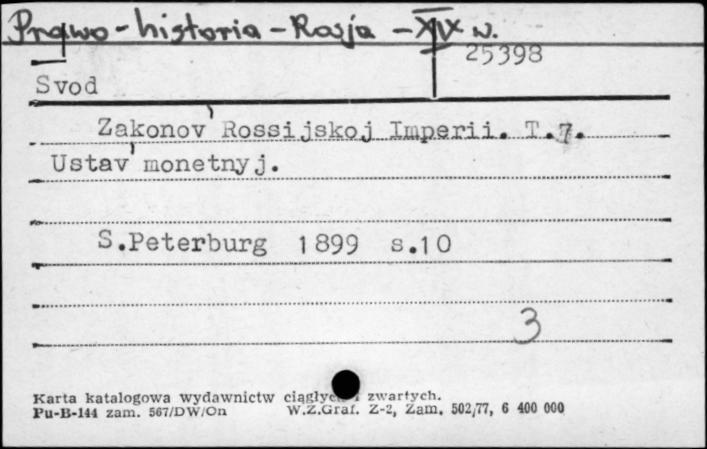 Prawo - historia - Rosja - XIX w.
25398
Svod
Zakonov' Rossijskoj Imperii. T.7.
Ustav' monetnyj.
S.Peterburg 1899 s.10
3
Karta katalogowa wydawnictw ciągłych i zwartych.
Pu-B-144 zam. 567/DW/On W.Z.Graf. Z-2, Zam. 502/77, 6 400 000